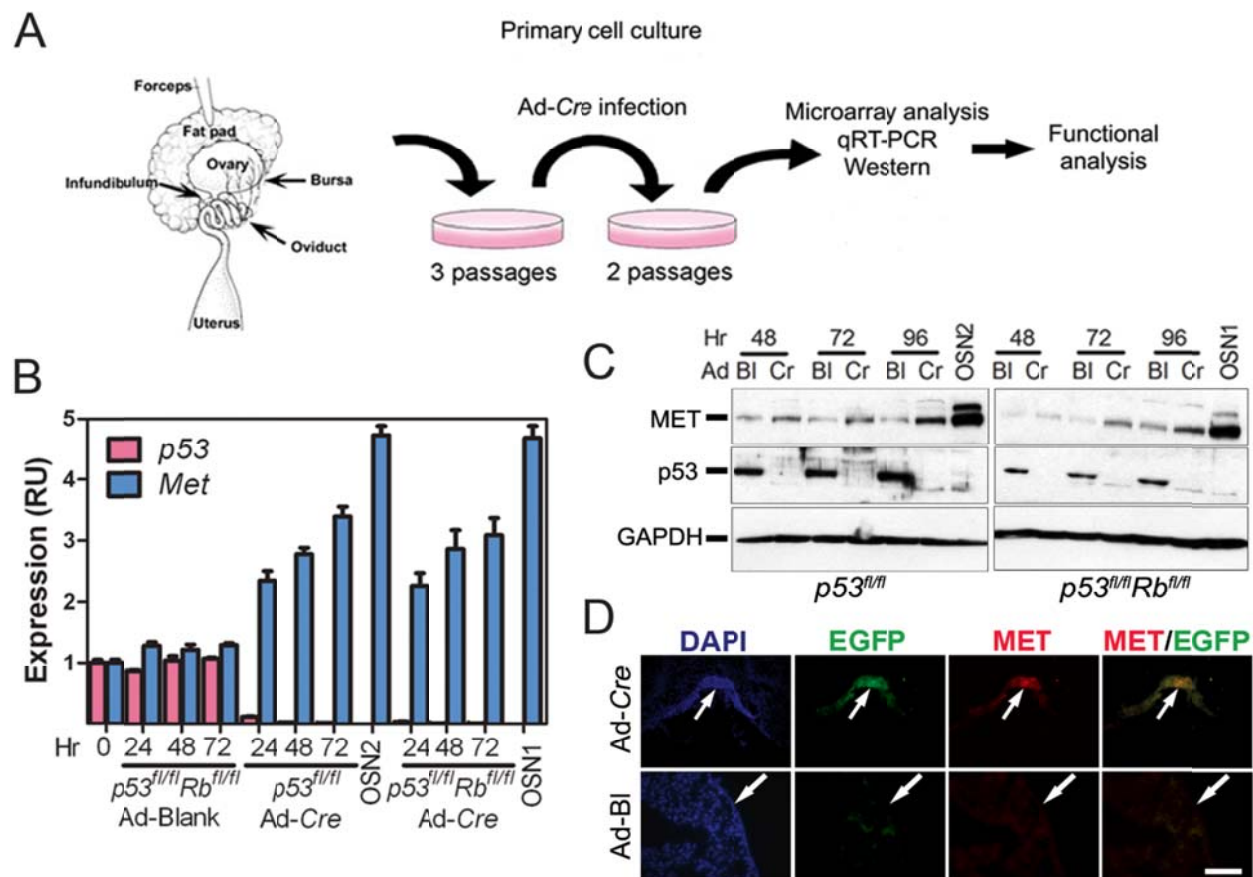 A
Primary cell culture
Forceps
Fat pad
Ovary
Infundibulum
Bursa
Oviduct
Uterus
Ad-Cre infection
3 passages
2 passages
Microarray analysis
qRT-PCR
Western
Functional
analysis
B
Expression (RU)
5
4
3
2
1
p53
Met
Hr 0 24 48 72 24 48 72 OSN2 24 48 72 OSN1
p53fl/flRbfl/fl p53fl/fl p53fl/flRbfl/fl
Ad-Blank Ad-Cre Ad-Cre
C
Hr 48 72 96 OSN2 48 72 96 OSN1
Ad Bl Cr Bl Cr Bl Cr Bl Cr Bl Cr Bl Cr
MET
p53
GAPDH
p53fl/fl p53fl/flRbfl/fl
D
DAPI EGFP MET MET/EGFP
Ad-Cre
Ad-Bl